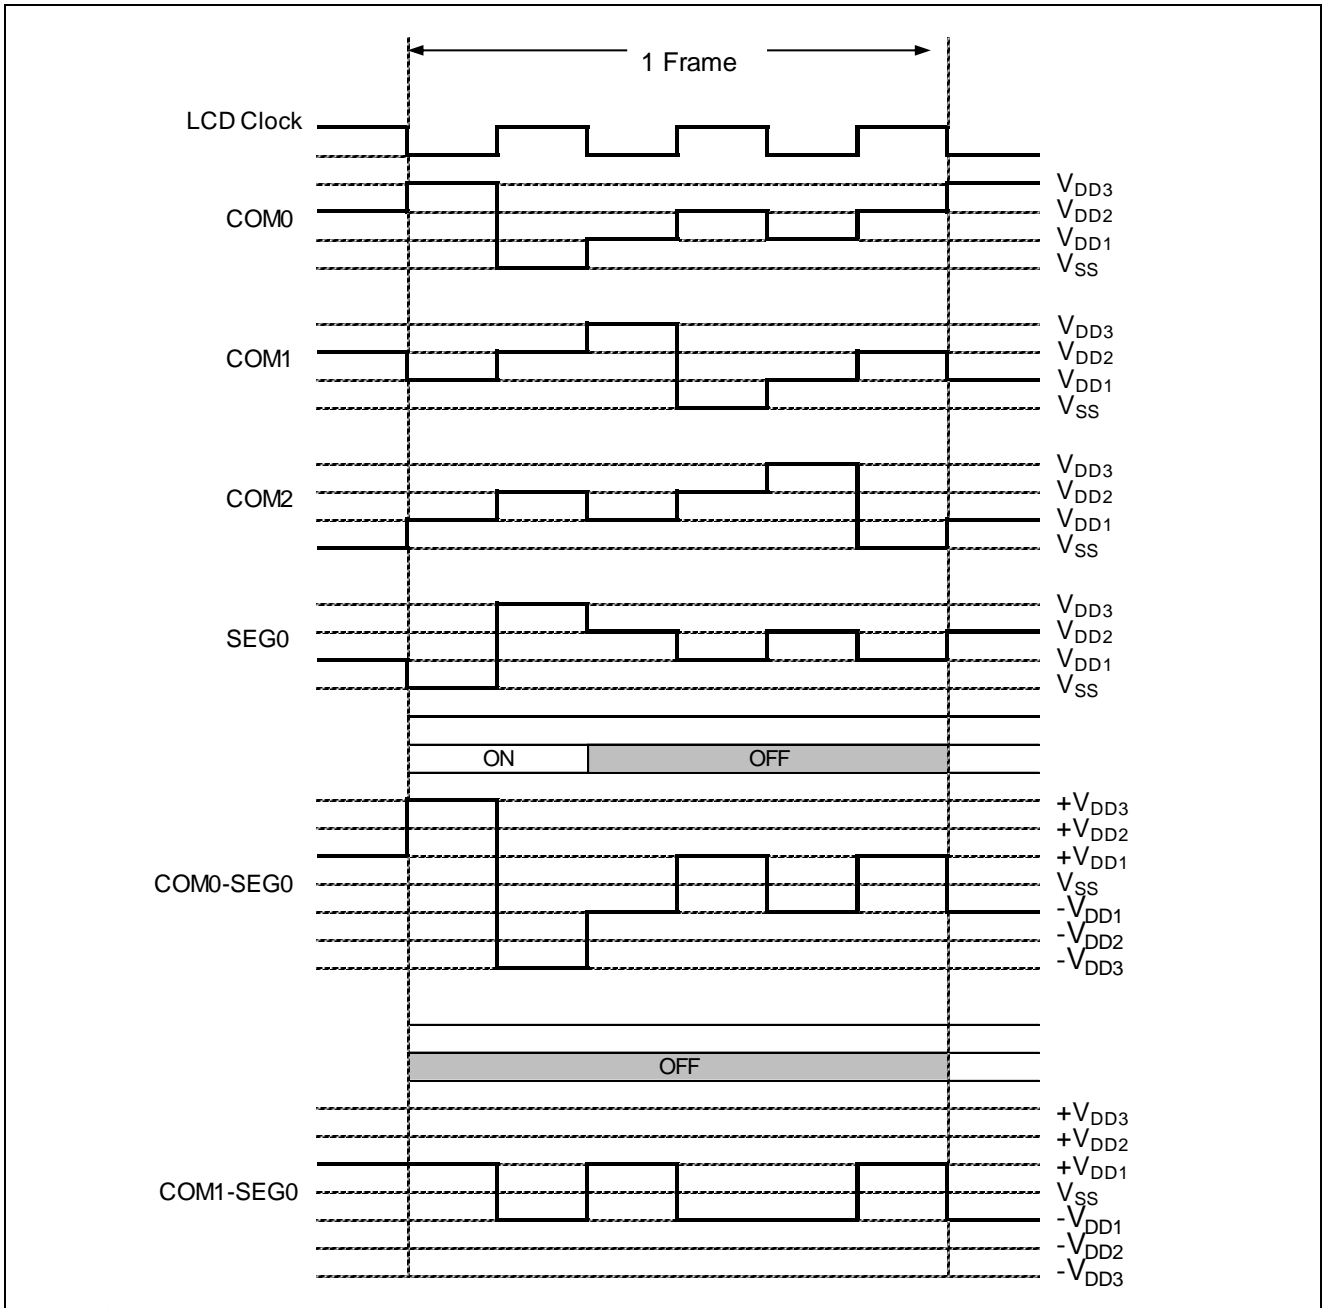 1 Frame
LCD Clock
COM0
VDD3
VDD2
VDD1
VSS
COM1
VDD3
VDD2
VDD1
VSS
COM2
VDD3
VDD2
VDD1
VSS
SEG0
VDD3
VDD2
VDD1
VSS
ON OFF
COM0-SEG0
+VDD3
+VDD2
+VDD1
VSS
-VDD1
-VDD2
-VDD3
OFF
COM1-SEG0
+VDD3
+VDD2
+VDD1
VSS
-VDD1
-VDD2
-VDD3